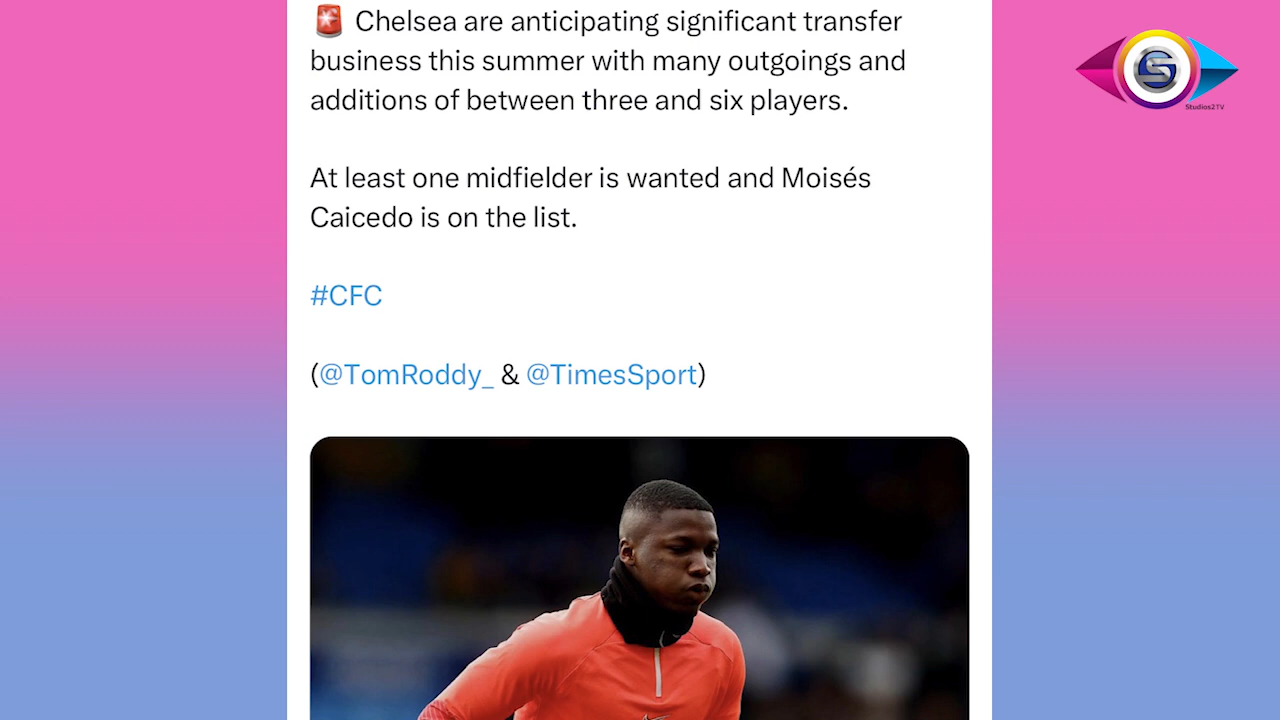 🚨 Chelsea are anticipating significant transfer
business this summer with many outgoings and
additions of between three and six players.
At least one midfielder is wanted and Moisés
Caicedo is on the list.
#CFC
(@TomRoddy_ & @TimesSport)
S
Studios2TV